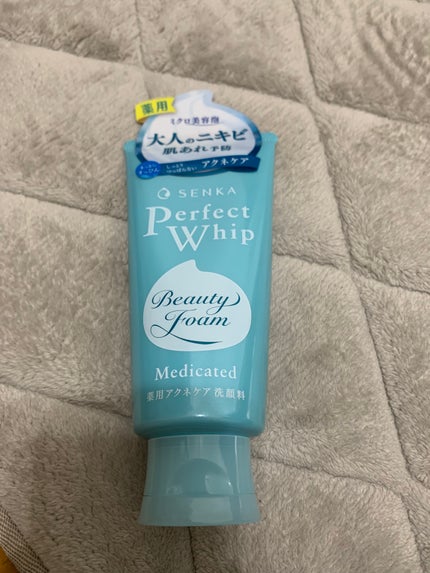 薬用
ミクロ美容泡
大人のニキビ
肌あれ予防
アクネケア
SENKA
Perfect
Whip
Beauty
Foam
Medicated
薬用アクネケア 洗顔料